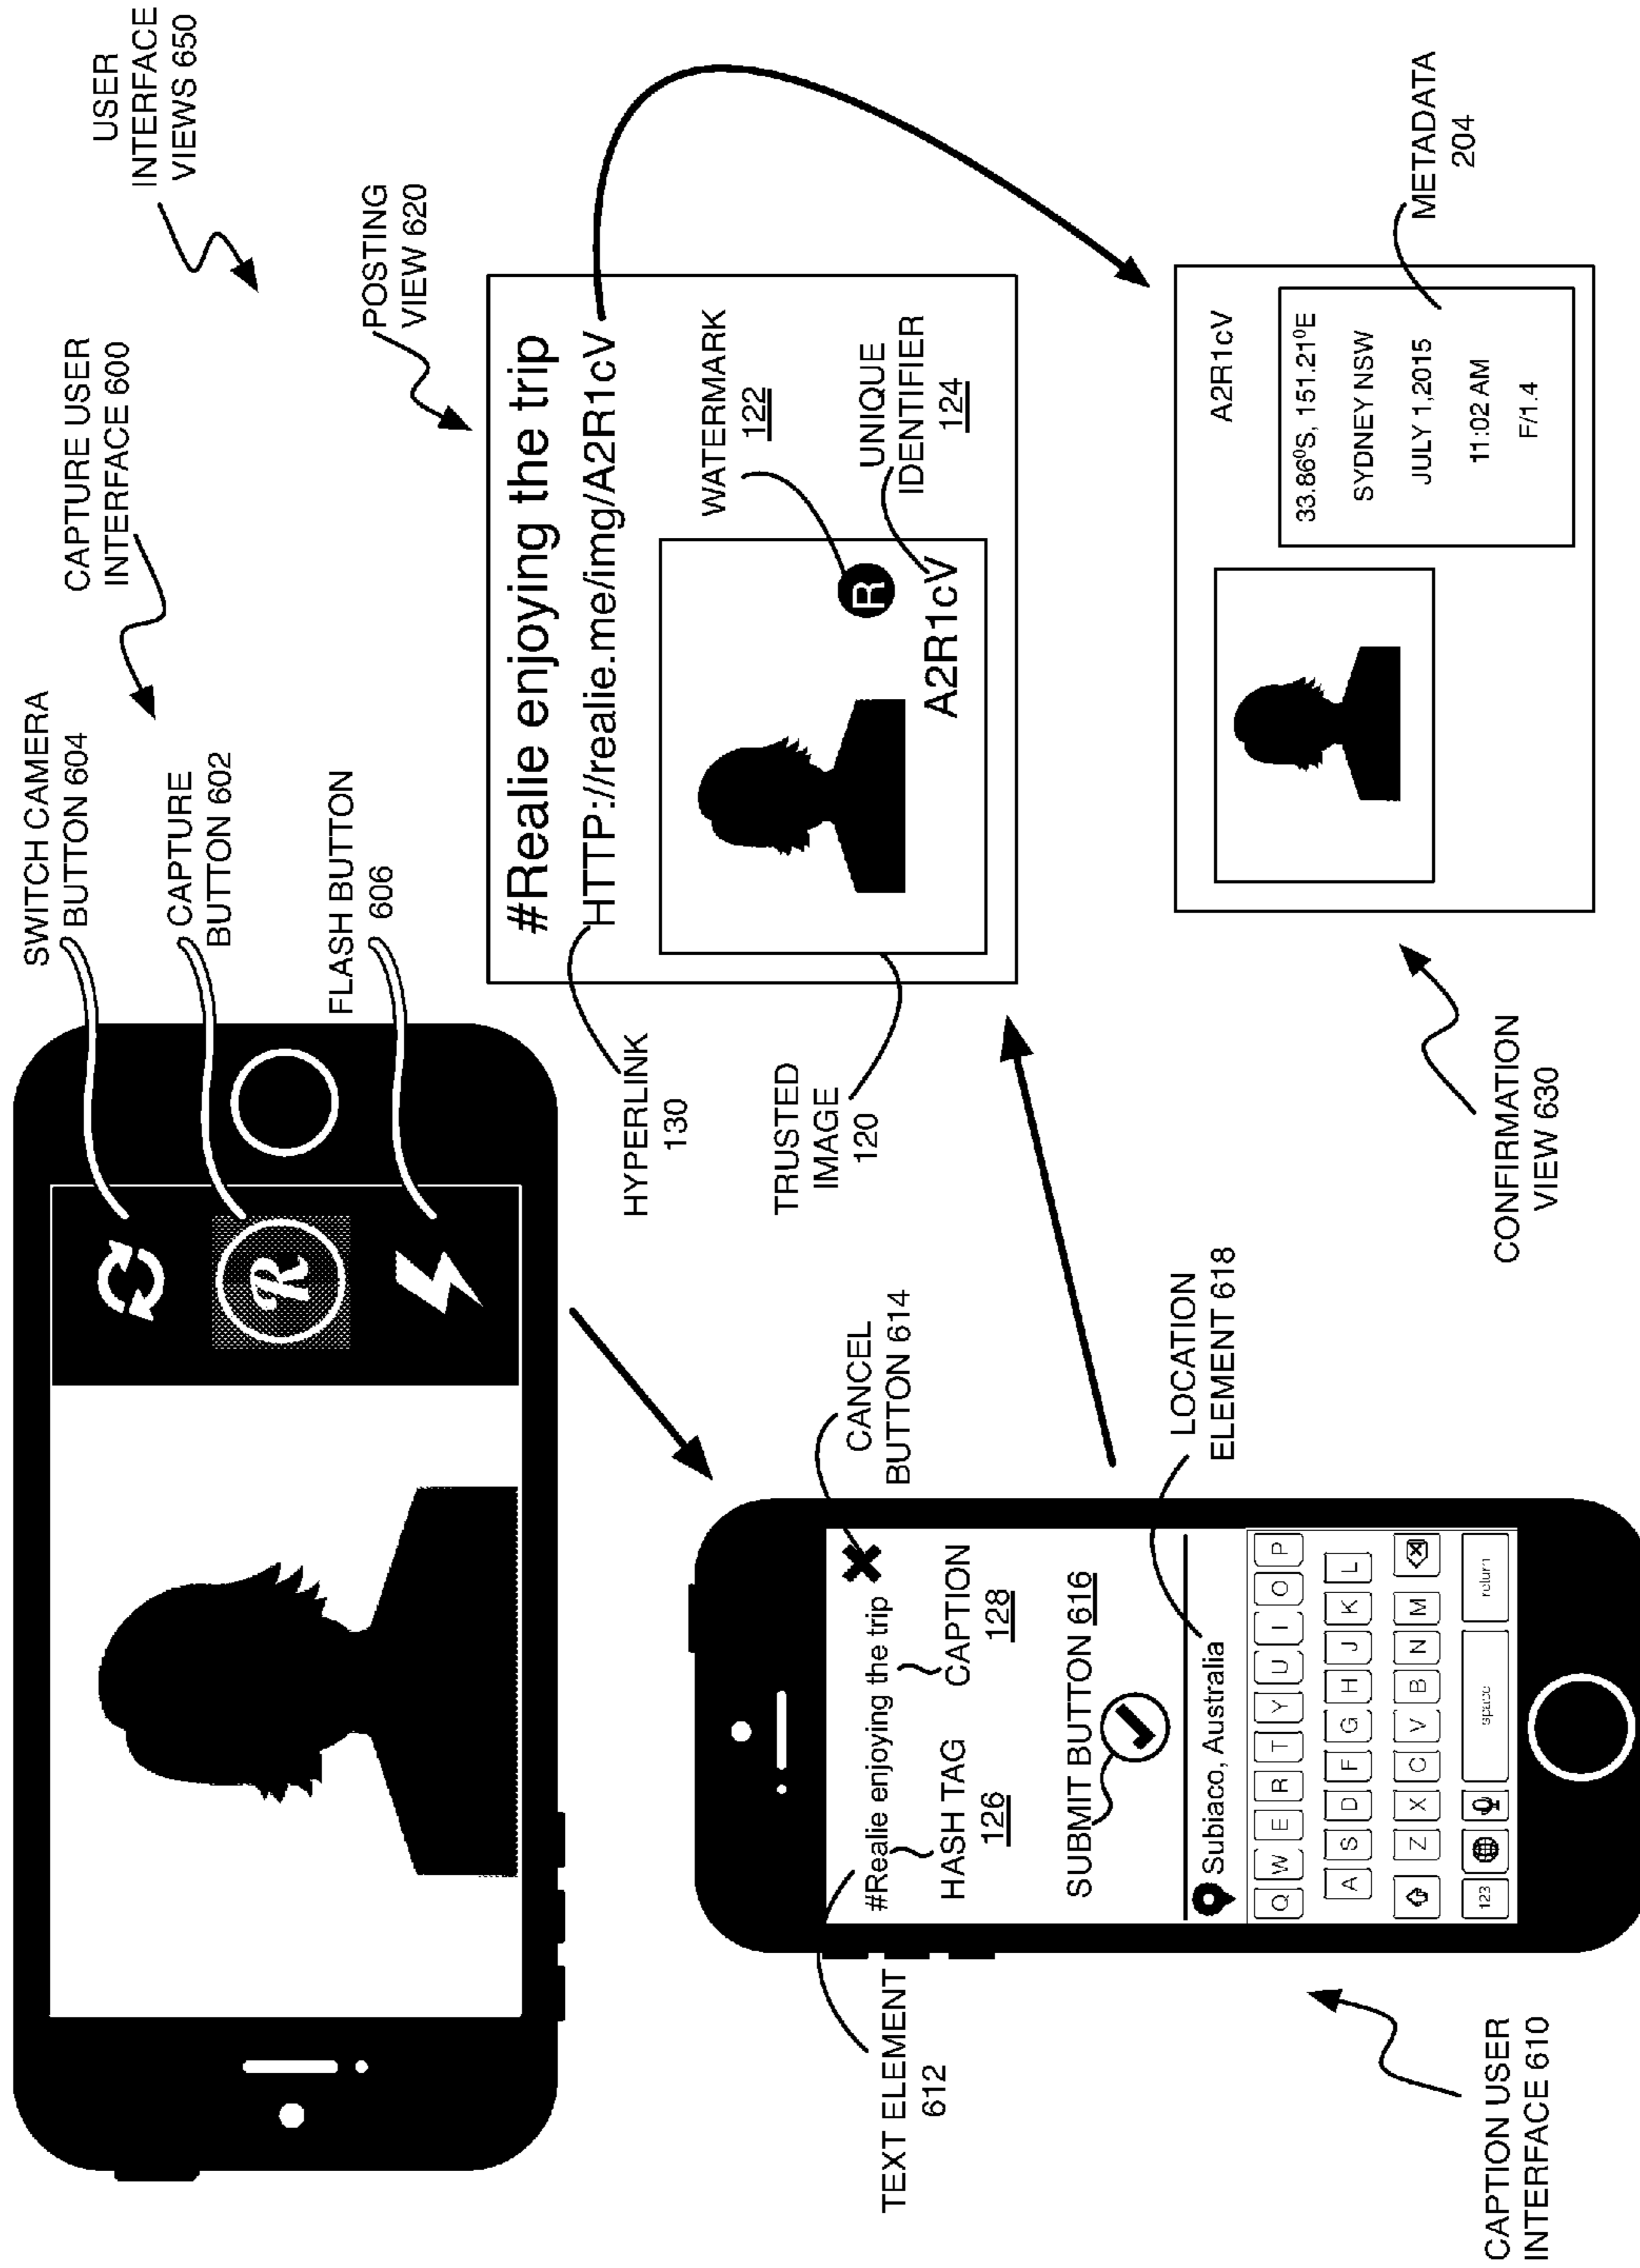 USER
INTERFACE
VIEWS 650
CAPTURE USER
INTERFACE 600
SWITCH CAMERA
BUTTON 604
CAPTURE
BUTTON 602
FLASH BUTTON
606
R
POSTING
VIEW 620
#Realie enjoying the trip
HTTP://realie.me/img/A2R1cV
WATERMARK
122
R
UNIQUE
IDENTIFIER
124
A2R1cV
HYPERLINK
130
TRUSTED
IMAGE
120
TEXT ELEMENT
612
#Realie enjoying the trip
HASH TAG
126
CAPTION
128
CANCEL
BUTTON 614
SUBMIT BUTTON 616
Subiaco, Australia
LOCATION
ELEMENT 618
Q W E R T Y U I O P
A S D F G H J K L
Z X C V B N M
123 space return
CAPTION USER
INTERFACE 610
A2R1cV
33.86⁰S, 151.21⁰E
SYDNEY NSW
JULY 1,2015
11:02 AM
F/1.4
METADATA
204
CONFIRMATION
VIEW 630